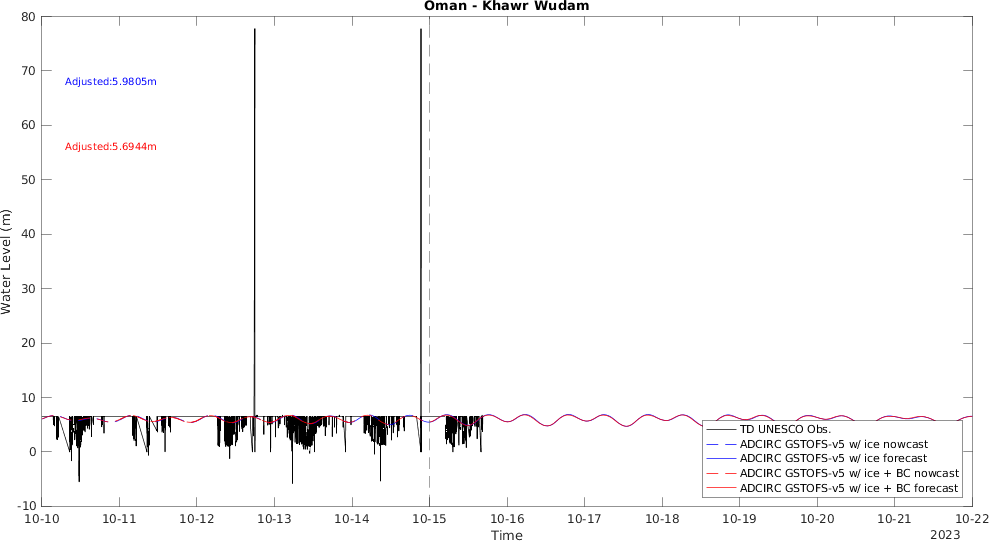 Oman - Khawr Wudam
80
70
60
50
40
30
20
10
0
-10
Water Level (m)
Adjusted:5.9805m
Adjusted:5.6944m
TD UNESCO Obs.
ADCIRC GSTOFS-v5 w/ ice nowcast
ADCIRC GSTOFS-v5 w/ ice forecast
ADCIRC GSTOFS-v5 w/ ice + BC nowcast
ADCIRC GSTOFS-v5 w/ ice + BC forecast
10-10 10-11 10-12 10-13 10-14 10-15 10-16 10-17 10-18 10-19 10-20 10-21 10-22
Time
2023